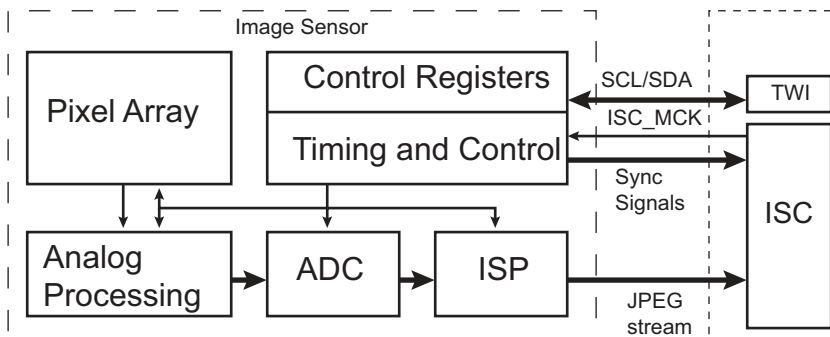 Image Sensor
Pixel Array
Control Registers
Timing and Control
SCL/SDA
TWI
ISC_MCK
Sync
Signals
ISC
Analog
Processing
ADC
ISP
JPEG
stream